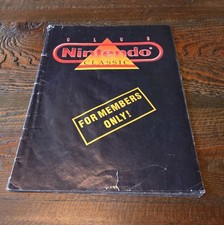 CLUB
Nintendo®
CLASSIC
FOR MEMBERS
ONLY!